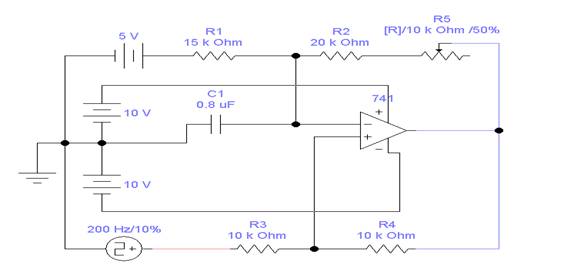 R5
[R]/10 k Ohm /50%
5 V
R1
15 k Ohm
R2
20 k Ohm
C1
0.8 uF
741
+
10 V
−
+
−
10 V
200 Hz/10%
+
R3
10 k Ohm
R4
10 k Ohm